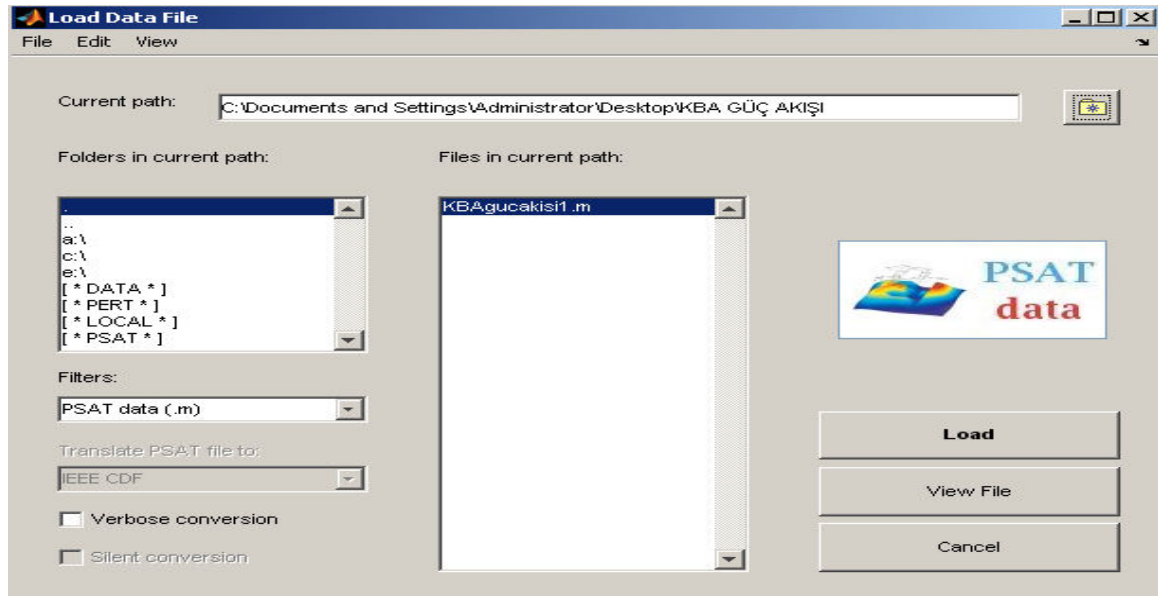 Load Data File
File Edit View
Current path: C:\Documents and Settings\Administrator\Desktop\KBA GÜÇ AKIŞI
Folders in current path:
.
..
a:\
c:\
e:\
[ * DATA * ]
[ * PERT * ]
[ * LOCAL * ]
[ * PSAT * ]
Filters:
PSAT data (.m)
Translate PSAT file to:
IEEE CDF
Verbose conversion
Silent conversion
Files in current path:
KBAgucakisi1.m
PSAT
data
Load
View File
Cancel